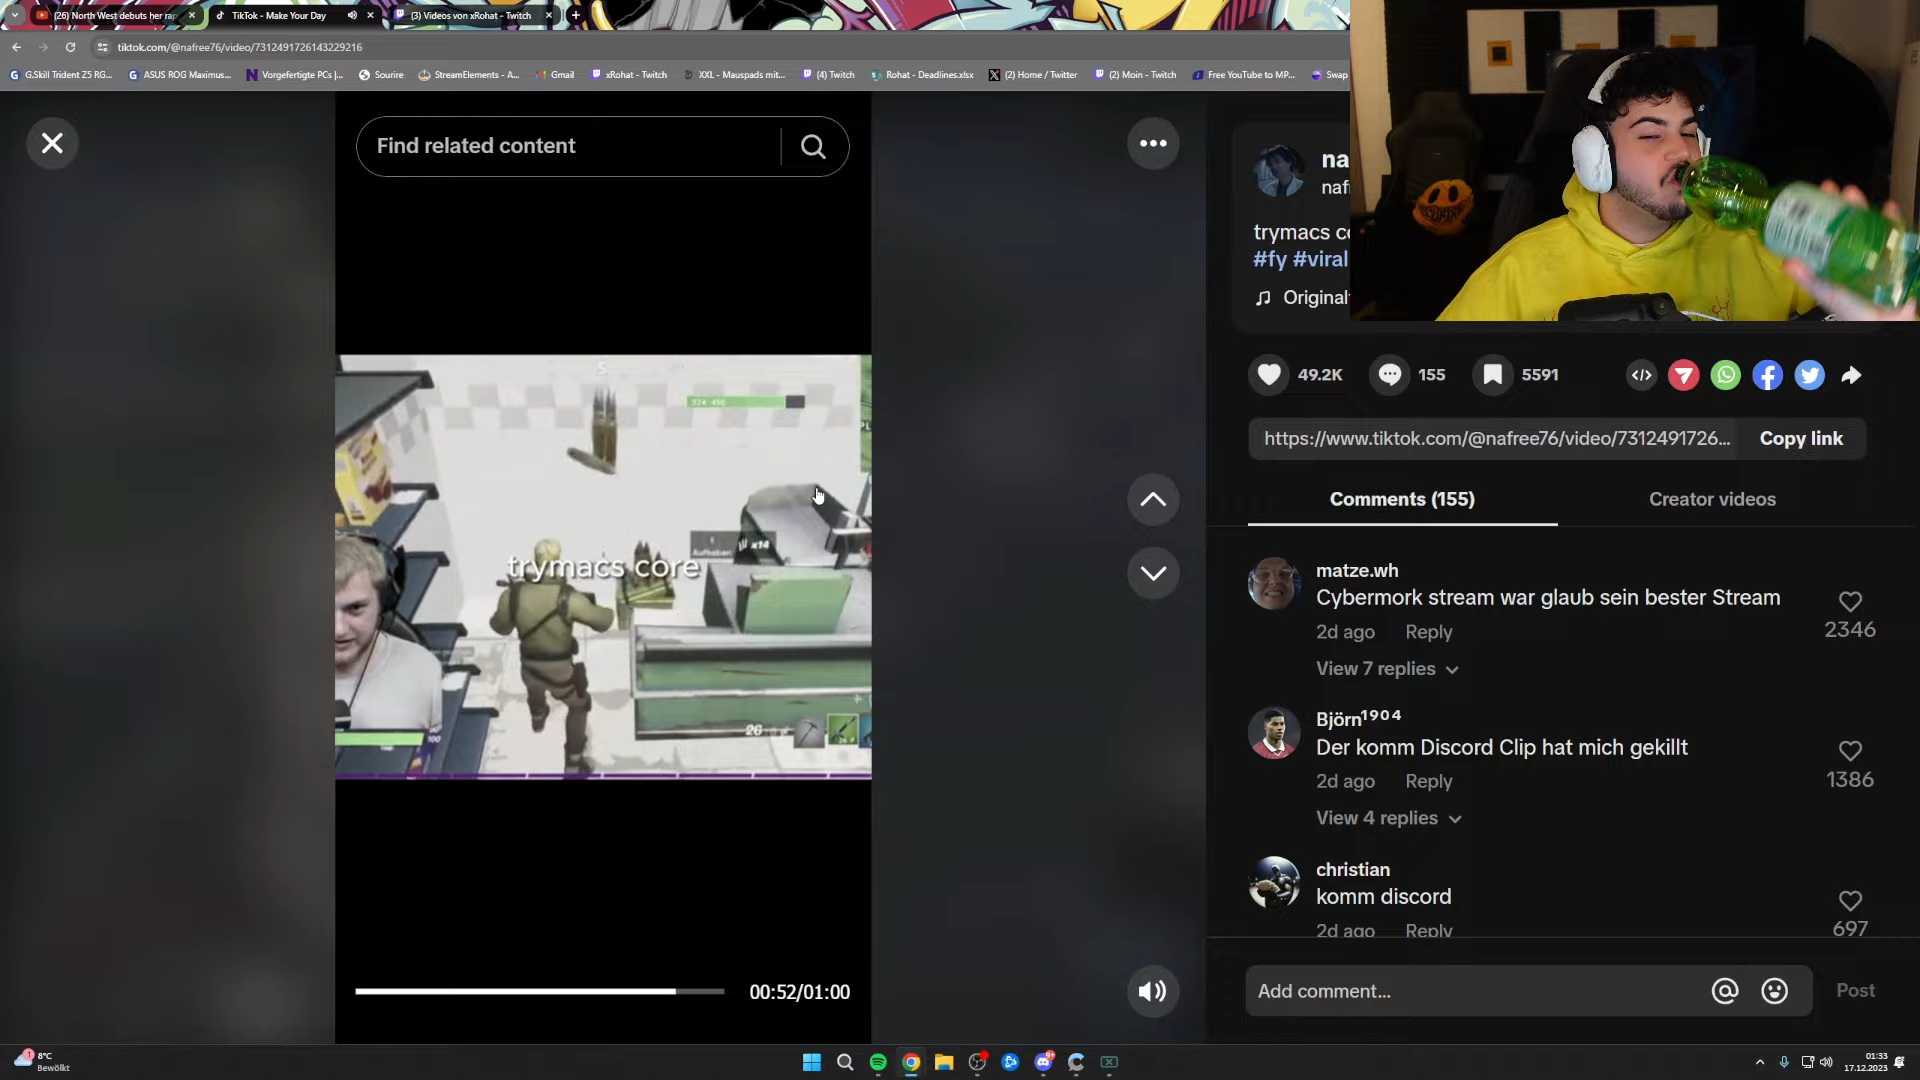 (26) North West debuts her rap
TikTok - Make Your Day
(3) Videos von xRohat - Twitch
tiktok.com/@nafree76/video/7312491726143229216
G.Skill Trident Z5 RG...
ASUS ROG Maximus...
Vorgefertigte PCs |...
Sourire
StreamElements - A...
Gmail
xRohat - Twitch
XXL - Mauspads mit...
(4) Twitch
Rohat - Deadlines.xlsx
(2) Home / Twitter
(2) Moin - Twitch
Free YouTube to MP...
Swap
Find related content
na
naf
trymacs co
#fy #viral
Original
49.2K
155
5591
https://www.tiktok.com/@nafree76/video/7312491726...
Copy link
Comments (155)
Creator videos
matze.wh
Cybermork stream war glaub sein bester Stream
2d ago
Reply
2346
View 7 replies
Björn¹⁹⁰⁴
Der komm Discord Clip hat mich gekillt
2d ago
Reply
1386
View 4 replies
christian
komm discord
2d ago
Reply
697
Add comment...
Post
S
Aufheben
x14
trymacs core
26
00:52/01:00
1
8°C
Bewölkt
01:33
17.12.2023